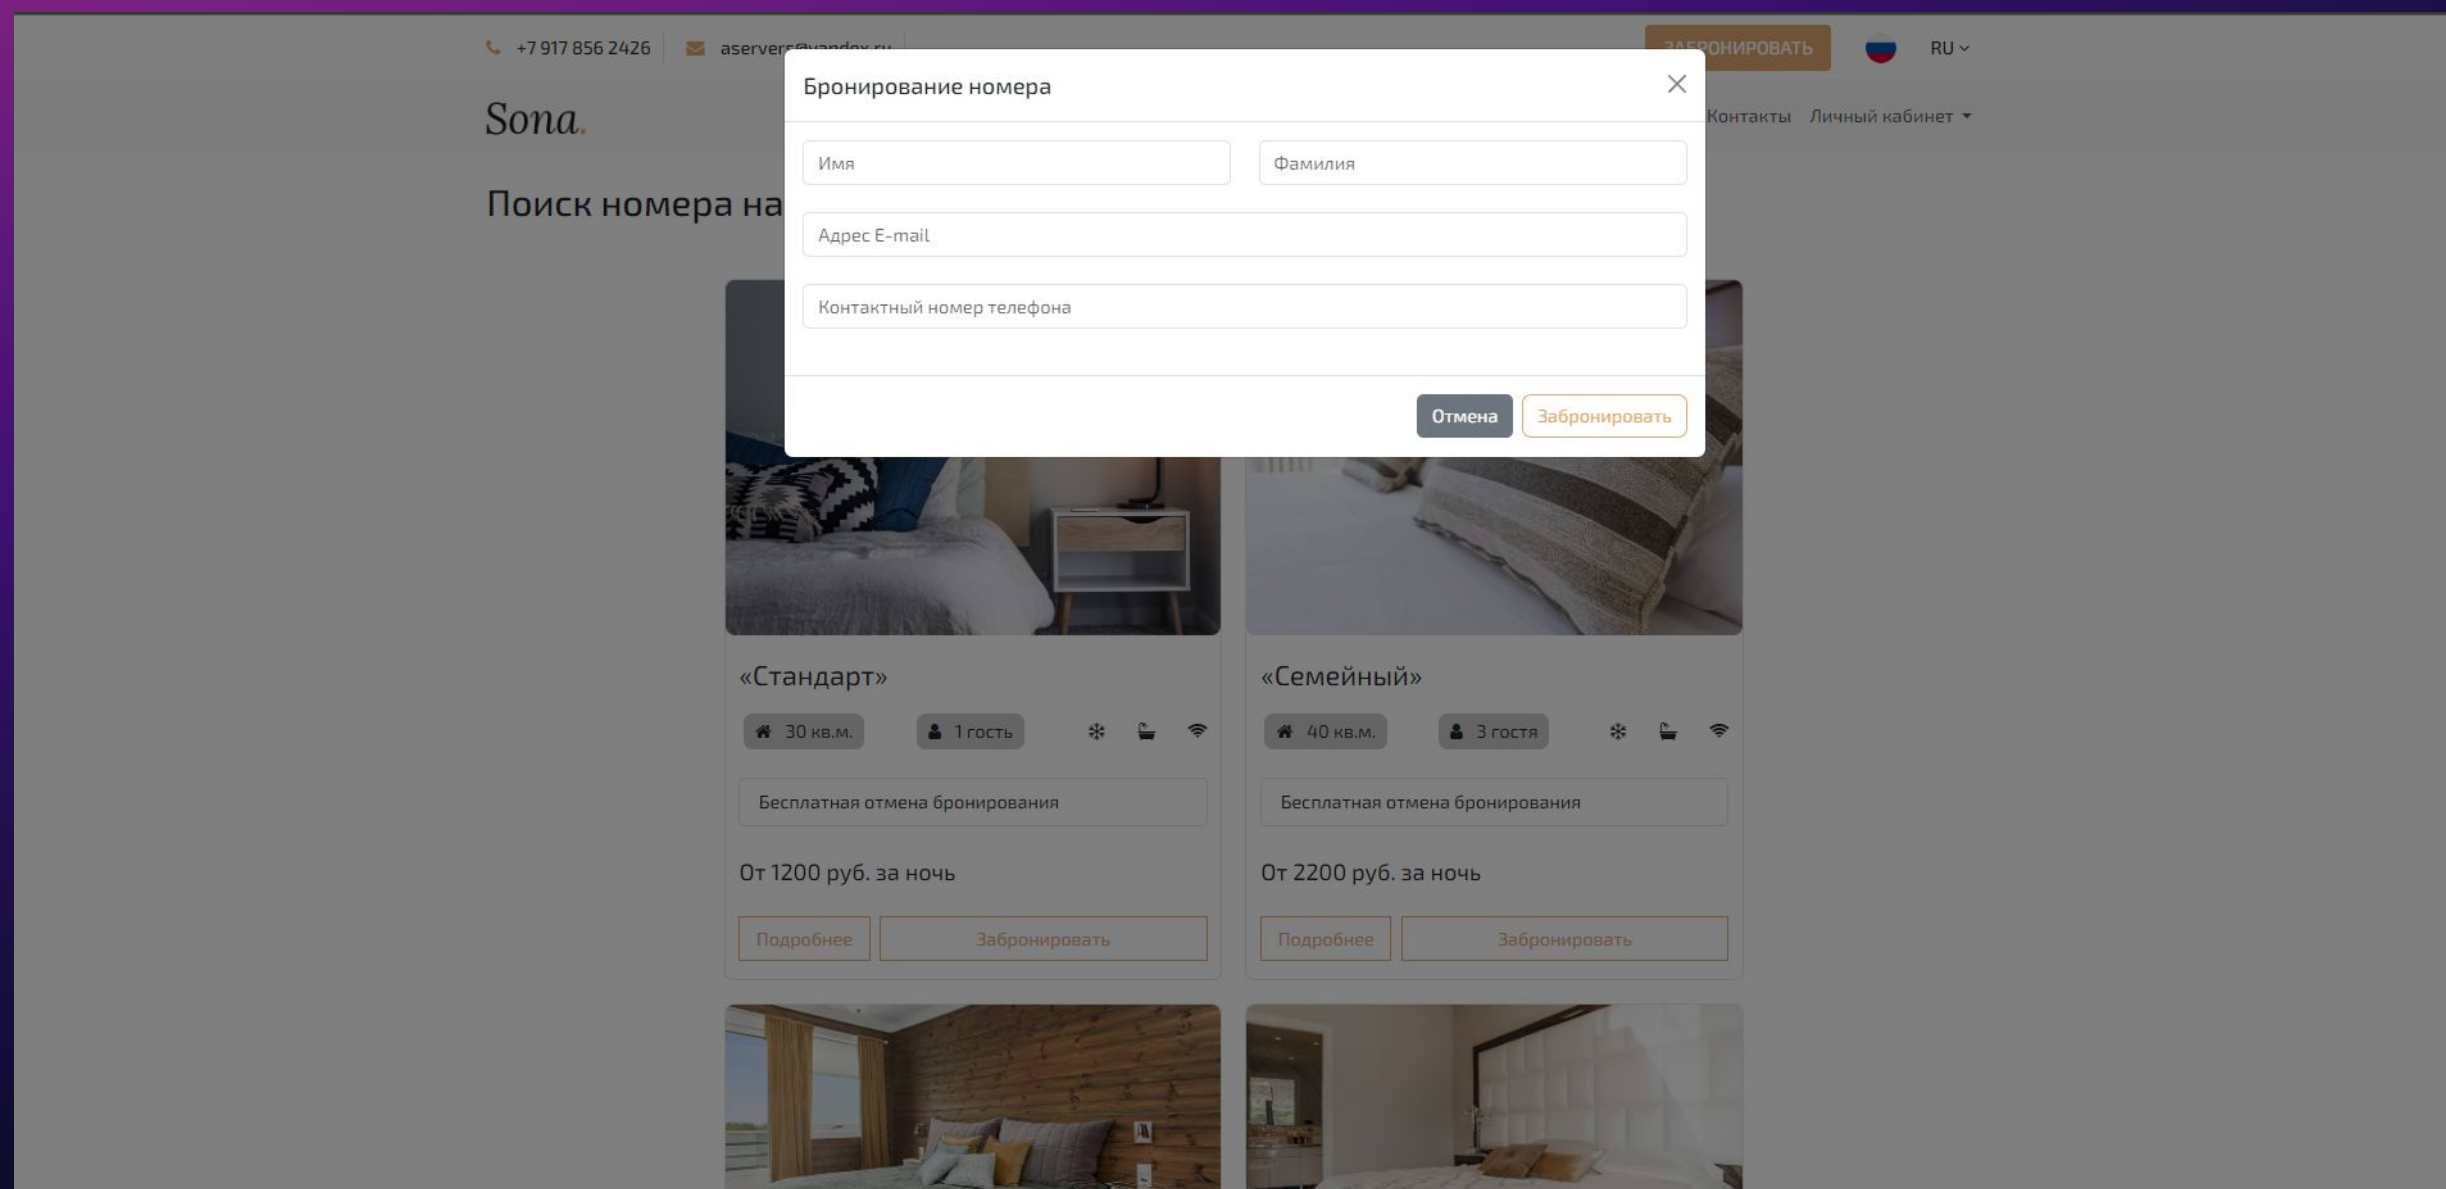 +7 917 856 2426
ЗАБРОНИРОВАТЬ
RU
Бронирование номера
Sona.
Контакты Личный кабинет
Имя
Фамилия
Поиск номера на
Адрес E-mail
Контактный номер телефона
Отмена
Забронировать
«Стандарт»
«Семейный»
30 кв.м.
1 гость
40 кв.м.
3 гостя
Бесплатная отмена бронирования
Бесплатная отмена бронирования
От 1200 руб. за ночь
От 2200 руб. за ночь
Подробнее
Забронировать
Подробнее
Забронировать